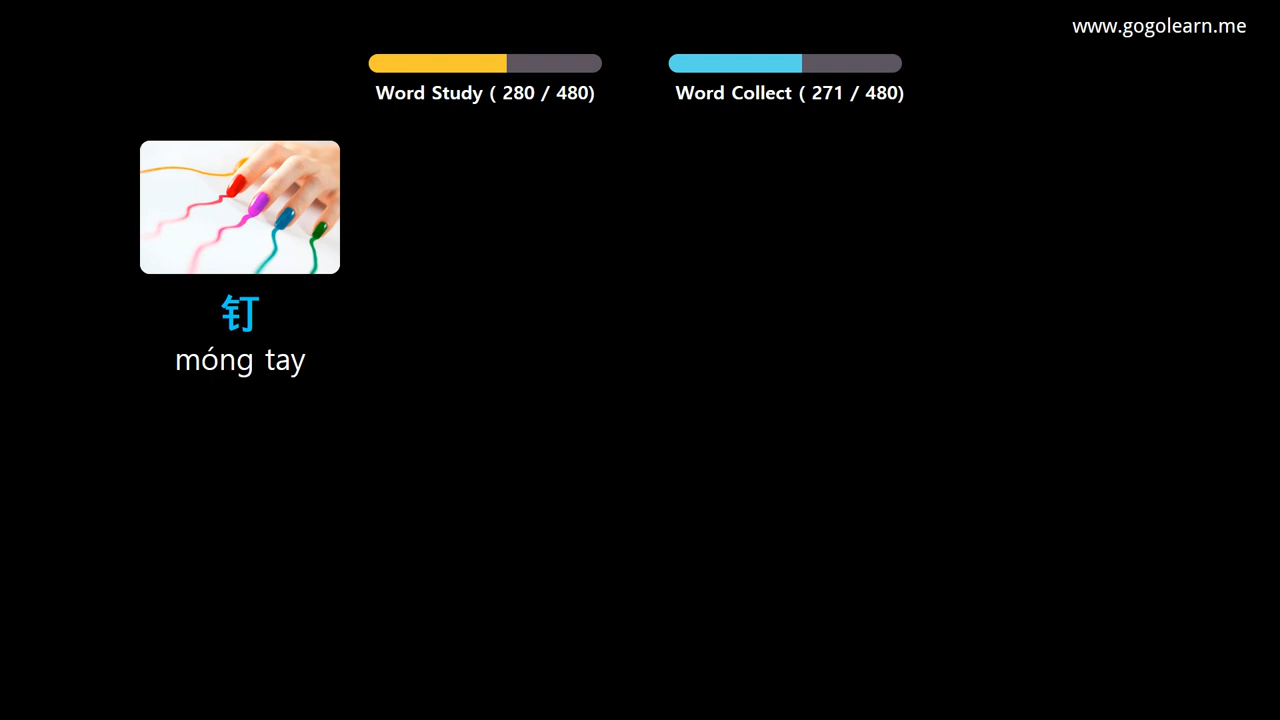 www.gogolearn.me
Word Study ( 280 / 480)
Word Collect ( 271 / 480)
钉
móng tay